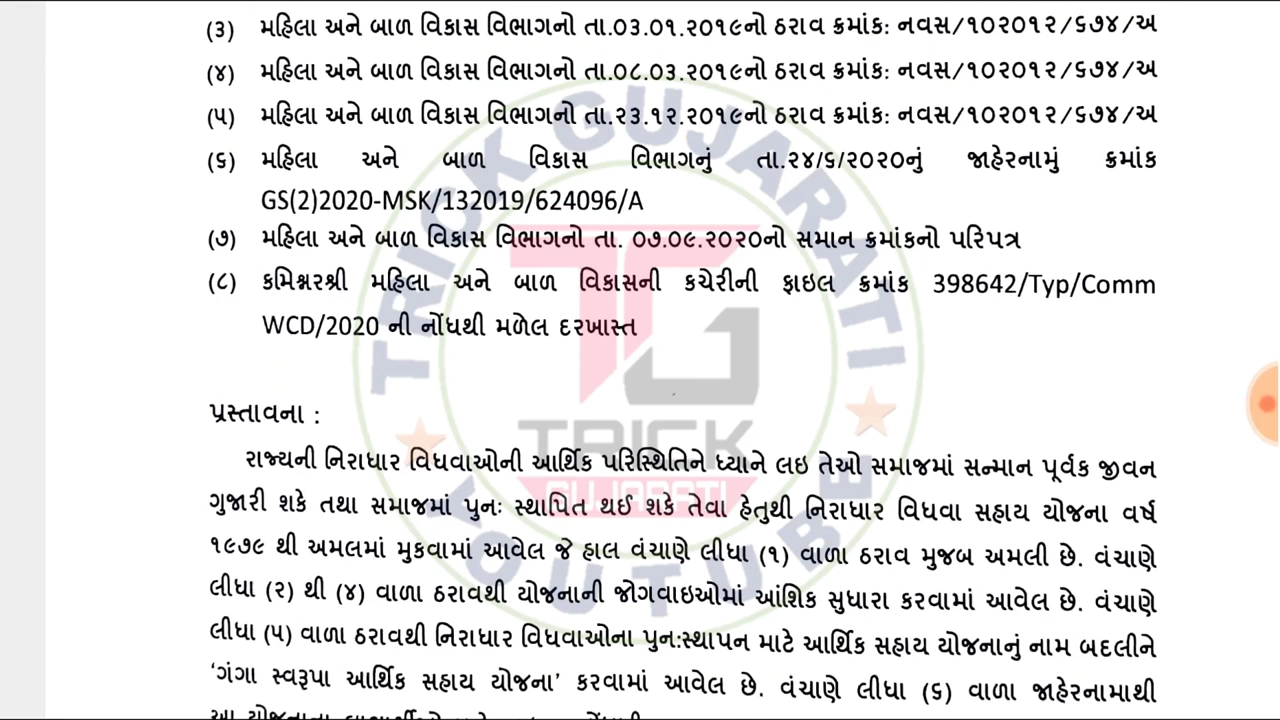 (૩) મહિલા અને બાળ વિકાસ વિભાગનો તા.૦૩.૦૧.૨૦૧૯નો ઠરાવ ક્રમાંક: નવસ/૧૦૨૦૧૨/૬૭૪/અ
(૪) મહિલા અને બાળ વિકાસ વિભાગનો તા.૦૮.૦૩.૨૦૧૯નો ઠરાવ ક્રમાંક: નવસ/૧૦૨૦૧૨/૬૭૪/અ
(૫) મહિલા અને બાળ વિકાસ વિભાગનો તા.૨૩.૧૨.૨૦૧૯નો ઠરાવ ક્રમાંક: નવસ/૧૦૨૦૧૨/૬૭૪/અ
(૬) મહિલા અને બાળ વિકાસ વિભાગનું તા.૨૪/૬/૨૦૨૦નું જાહેરનામું ક્રમાંક
GS(2)2020-MSK/132019/624096/A
(૭) મહિલા અને બાળ વિકાસ વિભાગનો તા. ૦૭.૦૯.૨૦૨૦નો સમાન ક્રમાંકનો પરિપત્ર
(૮) કમિશ્નરશ્રી મહિલા અને બાળ વિકાસની કચેરીની ફાઇલ ક્રમાંક 398642/Typ/Comm
WCD/2020 ની નોંધથી મળેલ દરખાસ્ત
TRICK GUJARATI
YOUTUBE
TG
TRICK
GUJARATI
પ્રસ્તાવના :
રાજ્યની નિરાધાર વિધવાઓની આર્થિક પરિસ્થિતિને ધ્યાને લઇ તેઓ સમાજમાં સન્માન પૂર્વક જીવન
ગુજારી શકે તથા સમાજમાં પુનઃ સ્થાપિત થઈ શકે તેવા હેતુથી નિરાધાર વિધવા સહાય યોજના વર્ષ
૧૯૭૯ થી અમલમાં મુકવામાં આવેલ જે હાલ વંચાણે લીધા (૧) વાળા ઠરાવ મુજબ અમલી છે. વંચાણે
લીધા (૨) થી (૪) વાળા ઠરાવથી યોજનાની જોગવાઇઓમાં આંશિક સુધારા કરવામાં આવેલ છે. વંચાણે
લીધા (૫) વાળા ઠરાવથી નિરાધાર વિધવાઓના પુન:સ્થાપન માટે આર્થિક સહાય યોજનાનું નામ બદલીને
'ગંગા સ્વરૂપા આર્થિક સહાય યોજના' કરવામાં આવેલ છે. વંચાણે લીધા (૬) વાળા જાહેરનામાથી